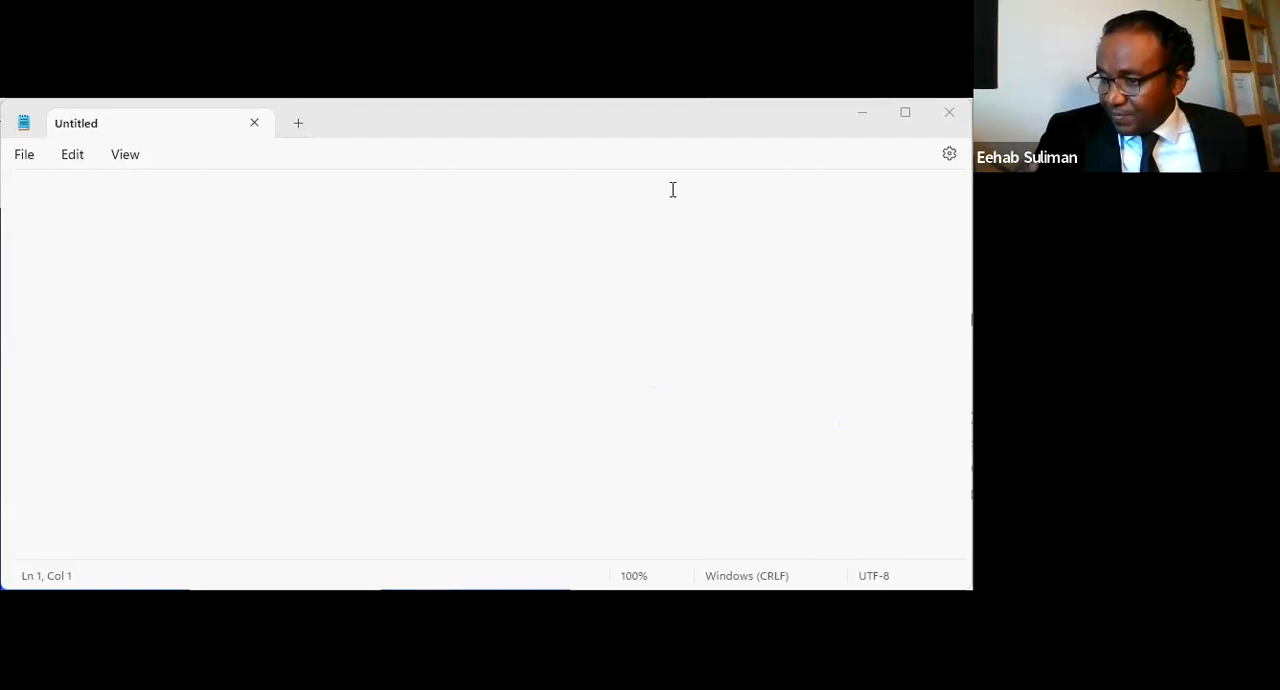 Untitled
File Edit View
Eehab Suliman
Ln 1, Col 1 100% Windows (CRLF) UTF-8